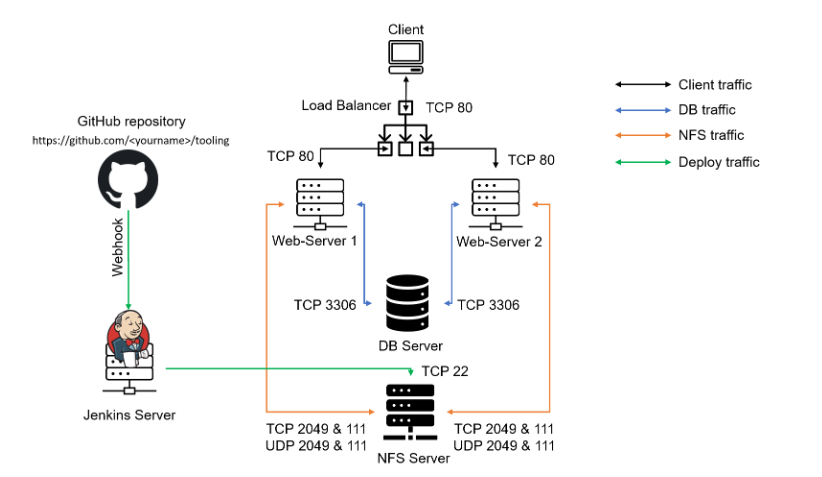 Client
Load Balancer
TCP 80
Client traffic
DB traffic
NFS traffic
Deploy traffic
GitHub repository
https://github.com/<yourname>/tooling
TCP 80
TCP 80
Webhook
Web-Server 1
Web-Server 2
TCP 3306
TCP 3306
DB Server
TCP 22
Jenkins Server
TCP 2049 & 111
UDP 2049 & 111
TCP 2049 & 111
UDP 2049 & 111
NFS Server